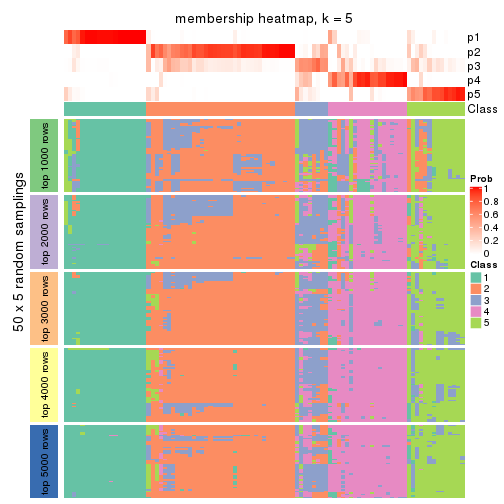 membership heatmap, k = 5
p1
p2
p3
p4
p5
Class
50 x 5 random samplings
top 1000 rows
top 2000 rows
top 3000 rows
top 4000 rows
top 5000 rows
Prob
1
0.8
0.6
0.4
0.2
0
Class
1
2
3
4
5